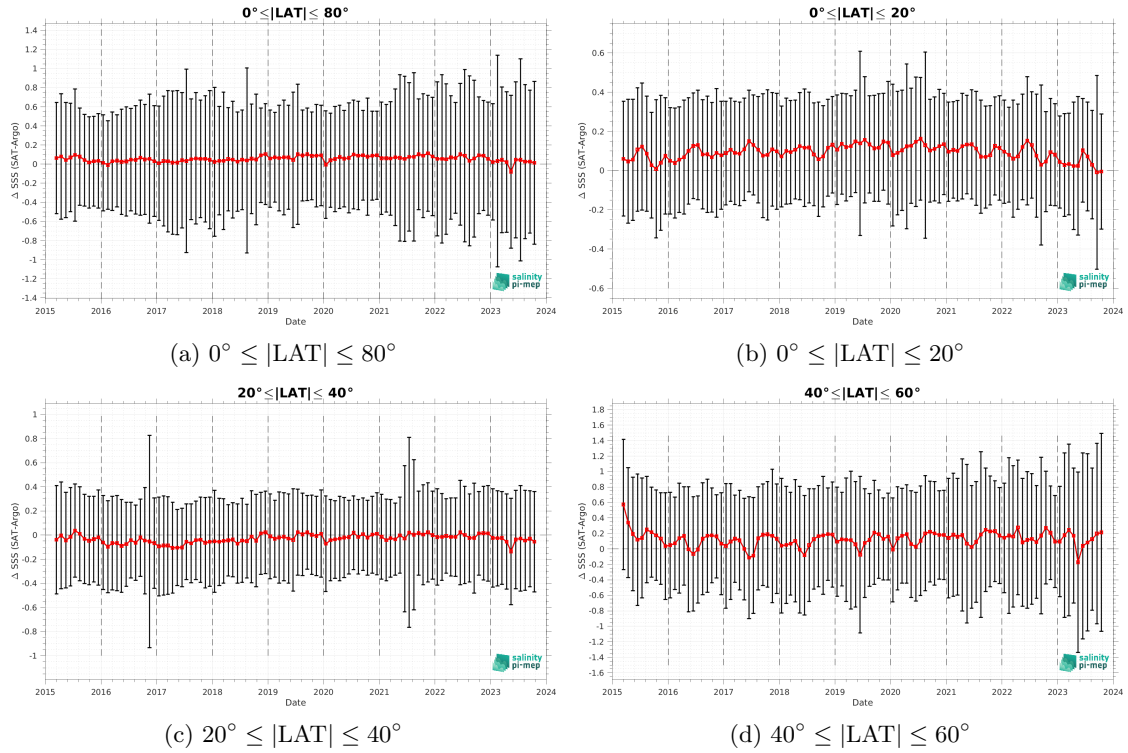 0°≤|LAT|≤ 80°
Δ SSS (SAT-Argo)
1.4
1.2
1
0.8
0.6
0.4
0.2
0
-0.2
-0.4
-0.6
-0.8
-1
-1.2
-1.4
2015 2016 2017 2018 2019 2020 2021 2022 2023 2024
Date
salinity
pi-mep
(a) 0° ≤ |LAT| ≤ 80°
0°≤|LAT|≤ 20°
Δ SSS (SAT-Argo)
0.6
0.4
0.2
0
-0.2
-0.4
-0.6
2015 2016 2017 2018 2019 2020 2021 2022 2023 2024
Date
salinity
pi-mep
(b) 0° ≤ |LAT| ≤ 20°
20°≤|LAT|≤ 40°
Δ SSS (SAT-Argo)
1
0.8
0.6
0.4
0.2
0
-0.2
-0.4
-0.6
-0.8
-1
2015 2016 2017 2018 2019 2020 2021 2022 2023 2024
Date
salinity
pi-mep
(c) 20° ≤ |LAT| ≤ 40°
40°≤|LAT|≤ 60°
Δ SSS (SAT-Argo)
1.8
1.6
1.4
1.2
1
0.8
0.6
0.4
0.2
0
-0.2
-0.4
-0.6
-0.8
-1
-1.2
-1.4
-1.6
2015 2016 2017 2018 2019 2020 2021 2022 2023 2024
Date
salinity
pi-mep
(d) 40° ≤ |LAT| ≤ 60°